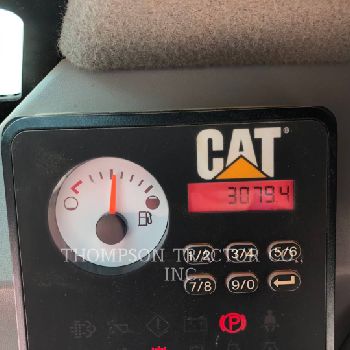 CAT®
3079.4
THOMPSON TRACTOR CO., INC
1/2 3/4 5/6
7/8 9/0
P